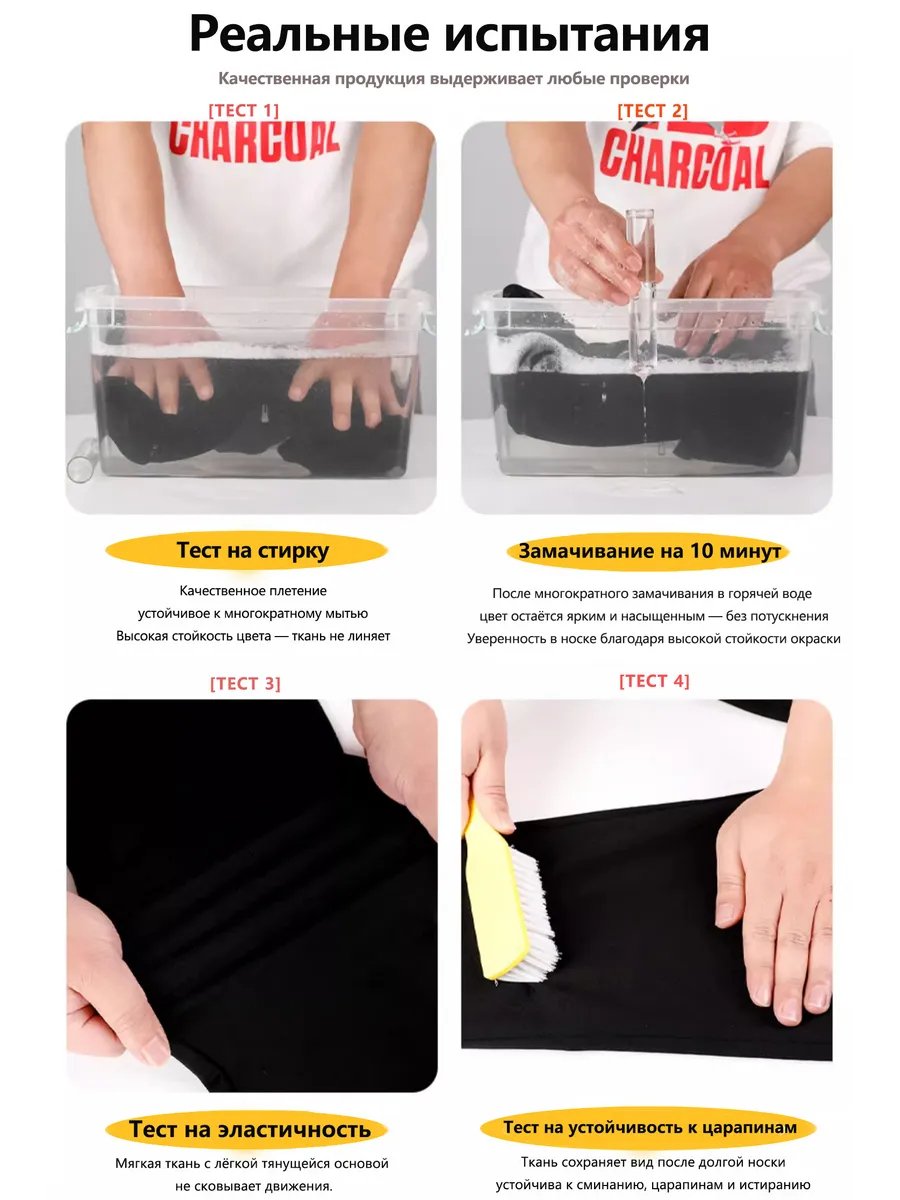 Реальные испытания
Качественная продукция выдерживает любые проверки
[ТЕСТ 1]
[ТЕСТ 2]
CHARCOAL
CHARCOAL
Тест на стирку
Замачивание на 10 минут
Качественное плетение
устойчивое к многократному мытью
Высокая стойкость цвета — ткань не линяет
После многократного замачивания в горячей воде
цвет остаётся ярким и насыщенным — без потускнения
Уверенность в носке благодаря высокой стойкости окраски
[ТЕСТ 3]
[ТЕСТ 4]
Тест на эластичность
Тест на устойчивость к царапинам
Мягкая ткань с лёгкой тянущейся основой
не сковывает движения.
Ткань сохраняет вид после долгой носки
устойчива к сминанию, царапинам и истиранию